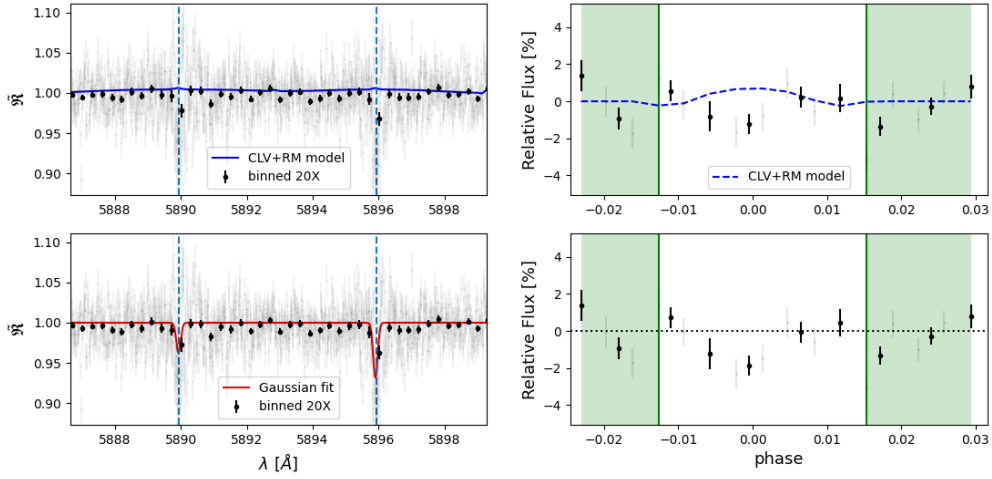 1.10
1.05
1.00
0.95
0.90
ℜ̃
CLV+RM model
binned 20X
5888 5890 5892 5894 5896 5898
Relative Flux [%]
4
2
0
−2
−4
CLV+RM model
−0.02 −0.01 0.00 0.01 0.02 0.03
1.10
1.05
1.00
0.95
0.90
ℜ̃
Gaussian fit
binned 20X
5888 5890 5892 5894 5896 5898
λ [Å]
Relative Flux [%]
4
2
0
−2
−4
−0.02 −0.01 0.00 0.01 0.02 0.03
phase